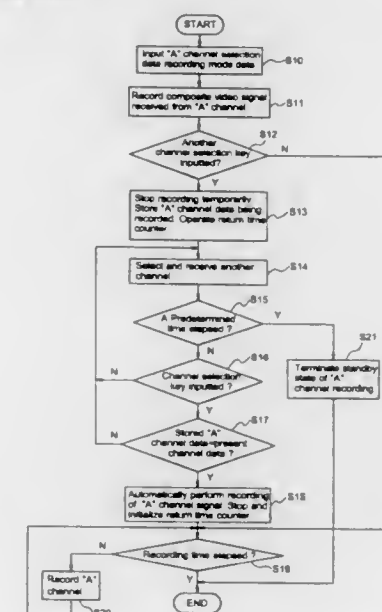 START
Input "A" channel selection
data recording mode data
S10
Record composite video signal
received from "A" channel
S11
S12
Another
channel selection key
inputted?
N
Y
Stop recording temporarily
Store "A" channel data being
recorded. Operate return time
counter
S13
Select and receive another
channel
S14
S15
A Predetermined
time elapsed ?
Y
N
S21
Terminate standby
state of "A"
channel recording
S16
Channel selection
key inputted ?
N
Y
S17
Stored "A"
channel data=present
channel data ?
N
Y
Automatically perform recording
of "A" channel signal. Stop and
initialize return time counter
S18
Recording time elapsed ?
N
S19
Y
Record "A"
channel
S20
END